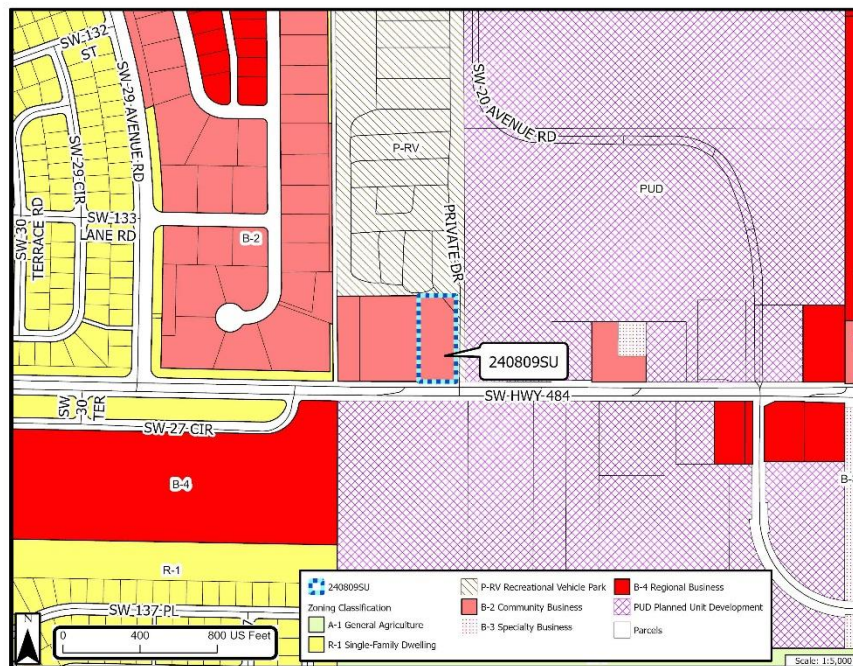 SW 132
ST
SW 29 AVENUE RD
SW 29 CIR
SW 30
TERRACE RD
SW 133
LANE RD
B-2
P-RV
PRIVATE DR
SW 20 AVENUE RD
PUD
240809SU
SW HWY 484
SW
30
TER
SW 27 CIR
B-4
R-1
SW 137 PL
N
0 400 800 US Feet
240809SU
Zoning Classification
A-1 General Agriculture
R-1 Single-Family Dwelling
P-RV Recreational Vehicle Park
B-2 Community Business
B-3 Specialty Business
B-4 Regional Business
PUD Planned Unit Development
Parcels
Scale: 1:5,000